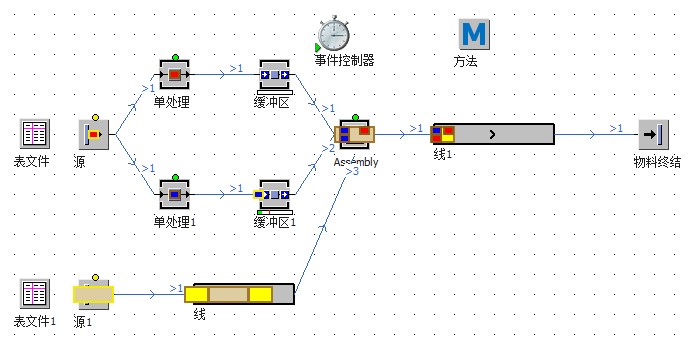 事件控制器
M
方法
>1
>1
单处理
>1
缓冲区
>1
表文件
源
Assembly
>1
线1
>1
物料终结
>1
>1
单处理1
>2
缓冲区1
>3
表文件1
源1
>1
线